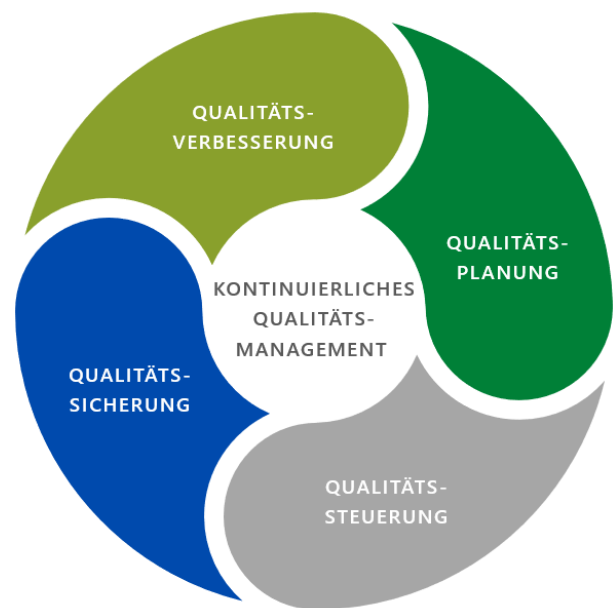 QUALITÄTS-
VERBESSERUNG
QUALITÄTS-
PLANUNG
KONTINUIERLICHES
QUALITÄTS-
MANAGEMENT
QUALITÄTS-
SICHERUNG
QUALITÄTS-
STEUERUNG